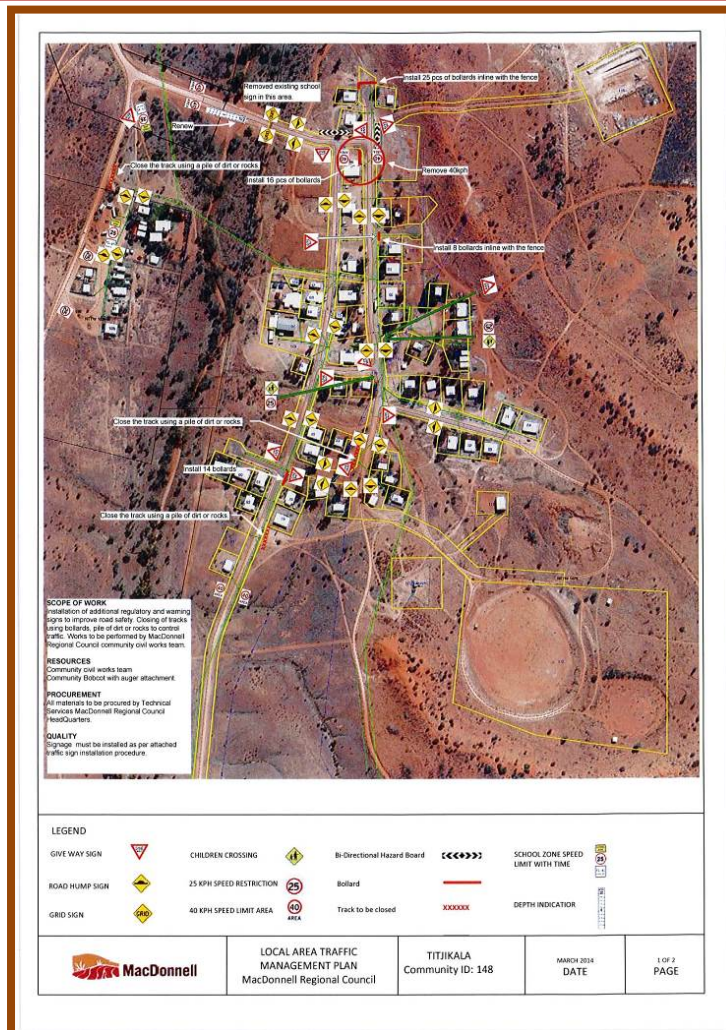 Install 25 pcs of bollards inline with the fence
Removed existing school
sign in this area
Renew
Close the track using a pile of dirt or rocks
Install 16 pcs of bollards
Remove 40kph
Install 8 bollards inline with the fence
25
Close the track using a pile of dirt or rocks
Install 14 bollards
Close the track using a pile of dirt or rocks
SCOPE OF WORK
Installation of additional regulatory and warning
signs to improve road safety. Closing of tracks
using bollards, pile of dirt or rocks to control
traffic. Works to be performed by MacDonnell
Regional Council community civil works team.
RESOURCES
Community civil works team
Community Bobcot with auger attachment
PROCUREMENT
All materials to be procured by Technical
Services MacDonnell Regional Council
HeadQuarters.
QUALITY
Signage must be installed as per attached
traffic sign installation procedure.
LEGEND
GIVE WAY SIGN
CHILDREN CROSSING
Bi-Directional Hazard Board
SCHOOL ZONE SPEED
LIMIT WITH TIME
25
ROAD HUMP SIGN
25 KPH SPEED RESTRICTION
25
Bollard
GRID SIGN
GRID
40 KPH SPEED LIMIT AREA
40
AREA
Track to be closed
XXXXXX
DEPTH INDICATIOR
MacDonnell
LOCAL AREA TRAFFIC
MANAGEMENT PLAN
MacDonnell Regional Council
TITJIKALA
Community ID: 148
MARCH 2014
DATE
1 OF 2
PAGE